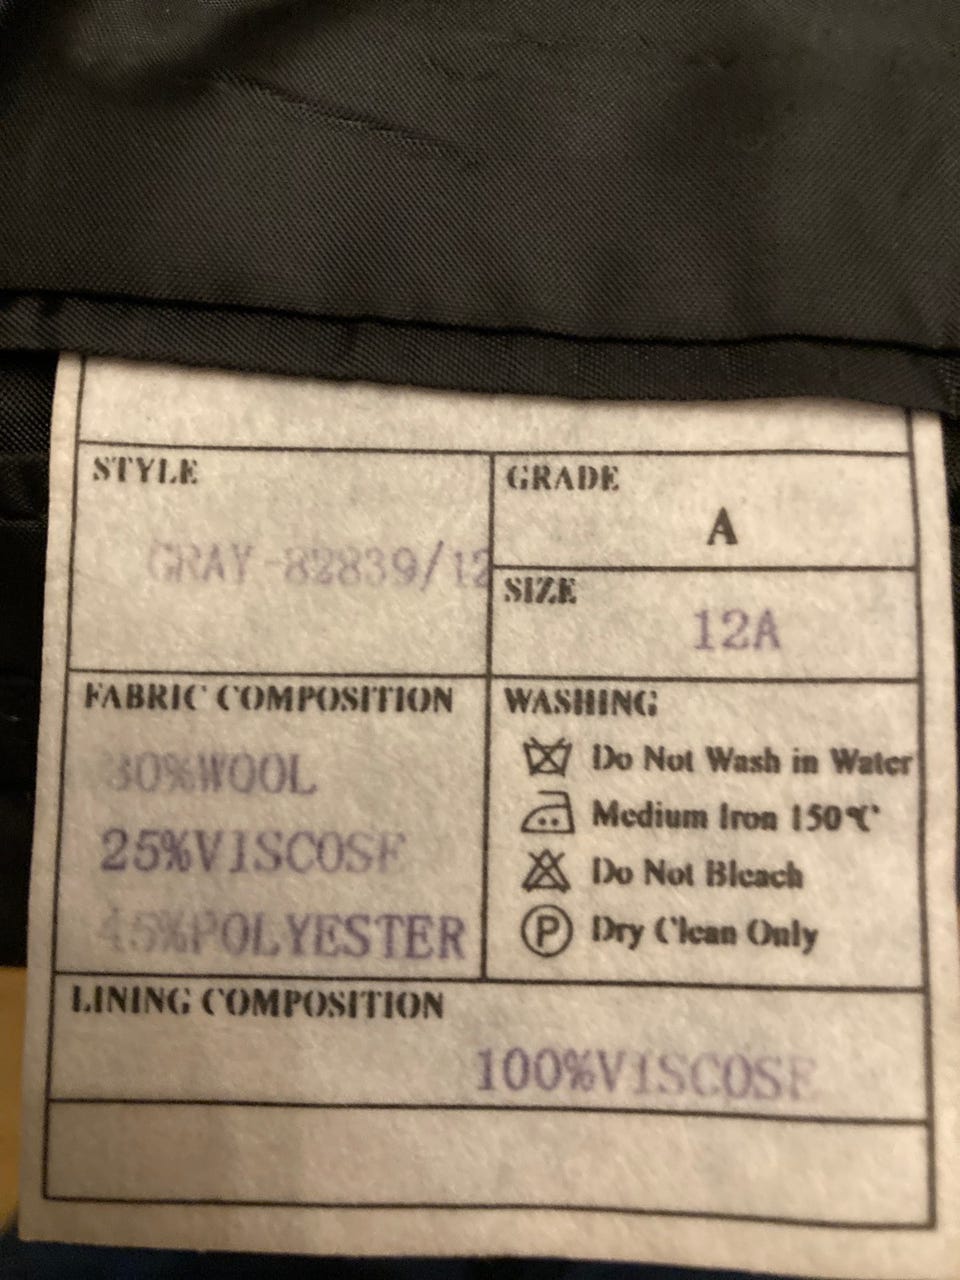 STYLE
GRAY-82839/12
GRADE
A
SIZE
12A
FABRIC COMPOSITION
30%WOOL
25%VISCOSE
45%POLYESTER
WASHING
Do Not Wash in Water
Medium Iron 150℃
Do Not Bleach
P Dry Clean Only
LINING COMPOSITION
100%VISCOSE